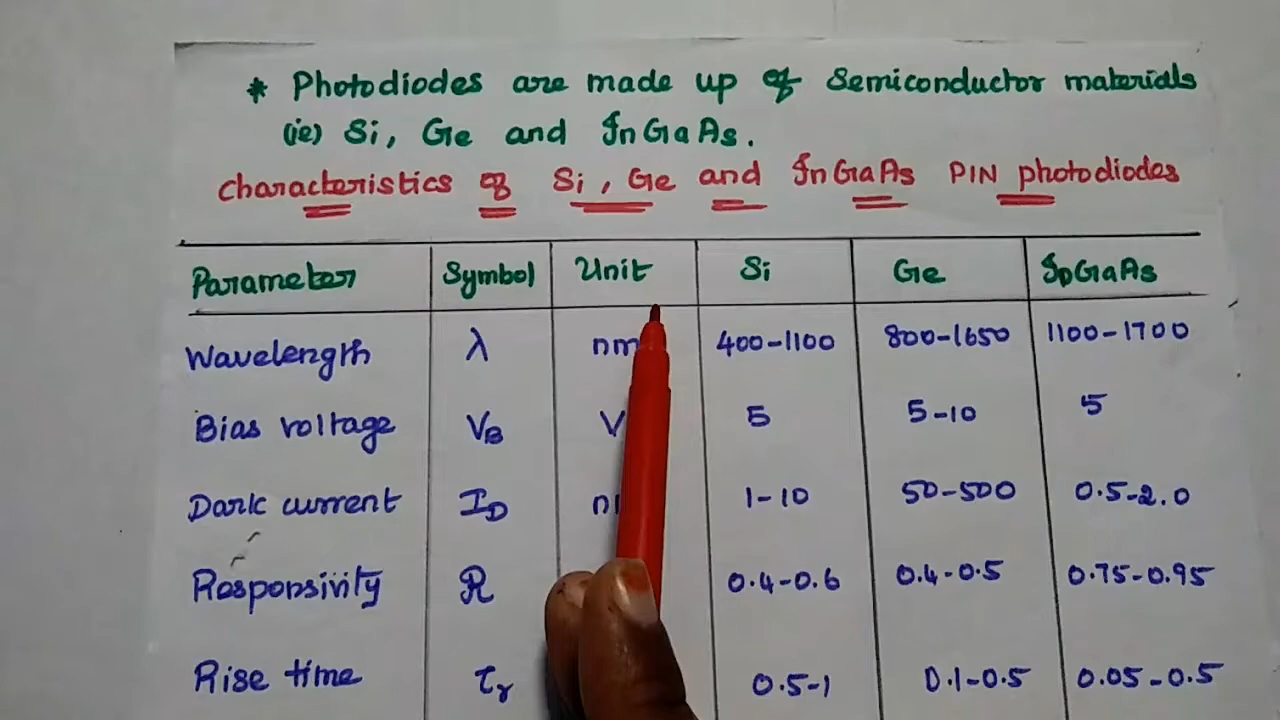 * Photodiodes are made up of Semiconductor materials
(ie) Si, Ge and InGaAs.
Characteristics of Si, Ge and InGaAs PIN photodiodes
Parameter Symbol Unit Si Ge InGaAs
Wavelength λ nm 400-1100 800-1650 1100-1700
Bias voltage VB V 5 5-10 5
Dark current ID 1-10 50-500 0.5-2.0
Responsivity R 0.4-0.6 0.4-0.5 0.75-0.95
Rise time τr 0.5-1 0.1-0.5 0.05-0.5